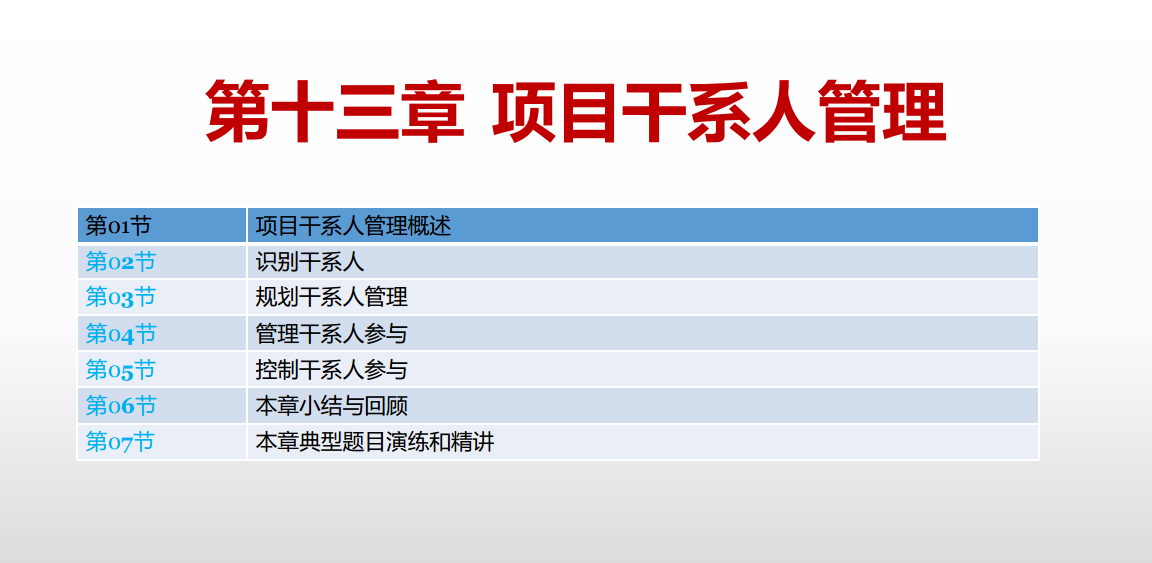 第十三章 项目干系人管理
第01节 项目干系人管理概述
第02节 识别干系人
第03节 规划干系人管理
第04节 管理干系人参与
第05节 控制干系人参与
第06节 本章小结与回顾
第07节 本章典型题目演练和精讲